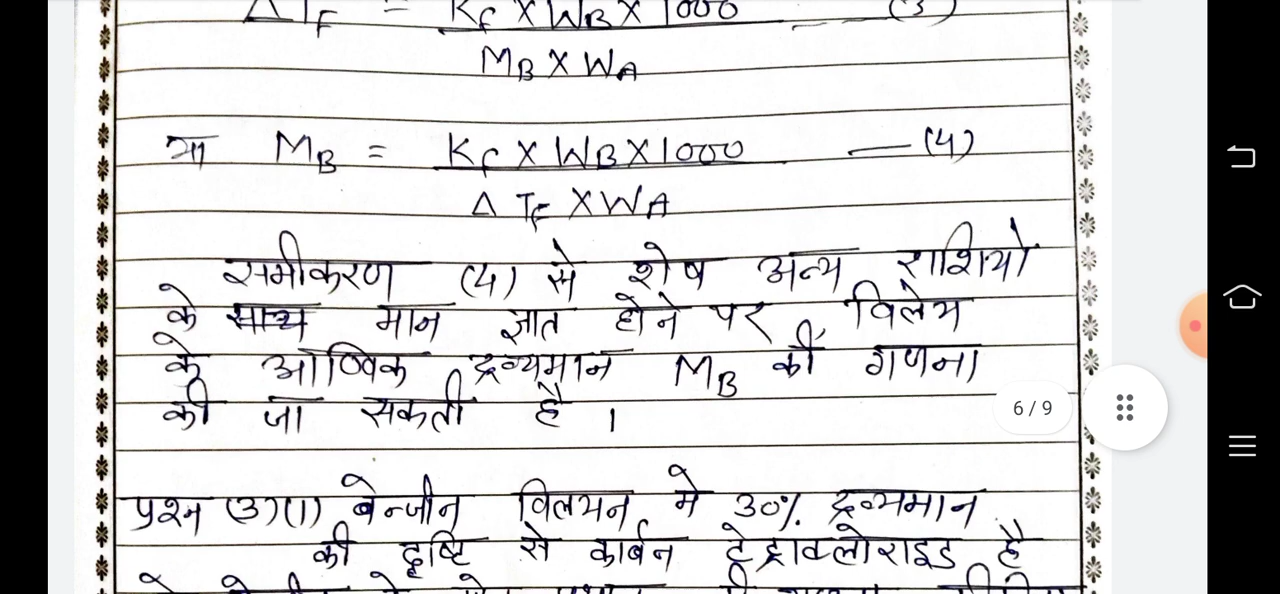 ΔTF = Kf X WB X 1000 — (3)
MB X WA
या MB = Kf X WB X 1000 — (4)
Δ TF X WA
समीकरण (4) से शेष अन्य राशियो
के मान ज्ञात होने पर विलेय
के आण्विक द्रव्यमान MB की गणना
की जा सकती है ।
6 / 9
प्रश्न (3)(1) बेन्जीन विलयन मे 30% द्रव्यमान
की दृष्टि से कार्बन टेट्राक्लोराइड है